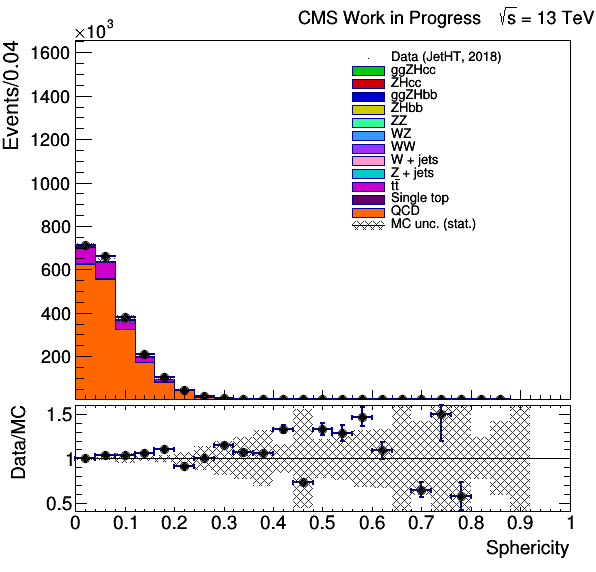 CMS Work in Progress √s = 13 TeV
×10³
Events/0.04
1600
1400
1200
1000
800
600
400
200
Data (JetHT, 2018)
ggZHcc
ZHcc
ggZHbb
ZHbb
ZZ
WZ
WW
W + jets
Z + jets
tt̄
Single top
QCD
MC unc. (stat.)
Data/MC
1.5
1
0.5
0 0.1 0.2 0.3 0.4 0.5 0.6 0.7 0.8 0.9 1
Sphericity